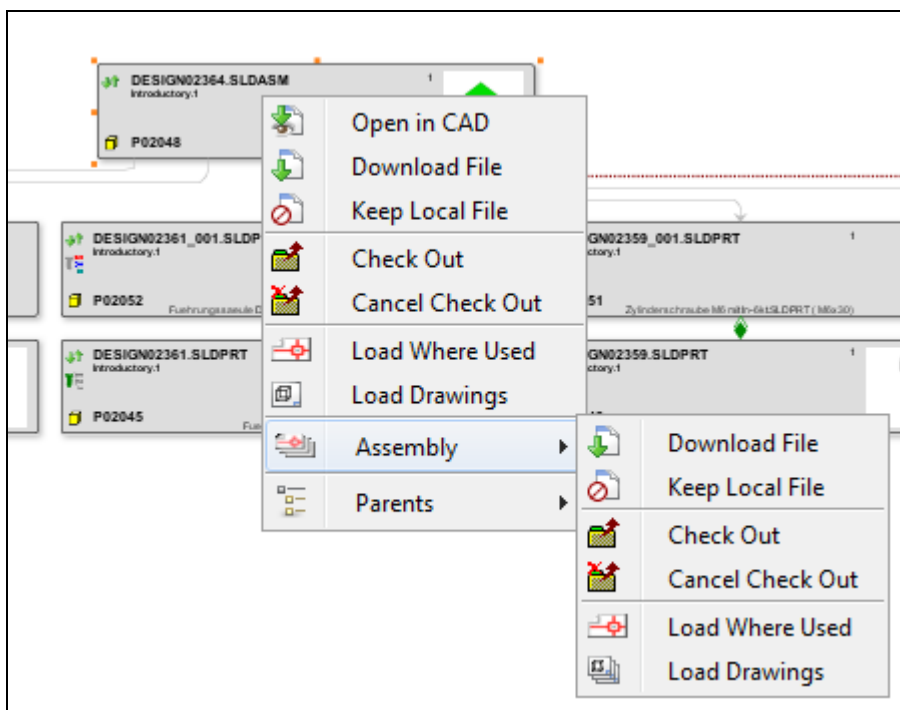 DESIGN02364.SLDASM 1
Introductory.1
P02048
Open in CAD
Download File
Keep Local File
Check Out
Cancel Check Out
Load Where Used
Load Drawings
Assembly
Parents
DESIGN02361_001.SLDP
Introductory.1
P02052
Fuehrungssaeule D
GN02359_001.SLDPRT 1
ctory.1
51
Zylinderschraube M6 mit In-6kt.SLDPRT ( M6x30)
DESIGN02361.SLDPRT
Introductory.1
P02045
Fue
GN02359.SLDPRT 1
ctory.1
Download File
Keep Local File
Check Out
Cancel Check Out
Load Where Used
Load Drawings